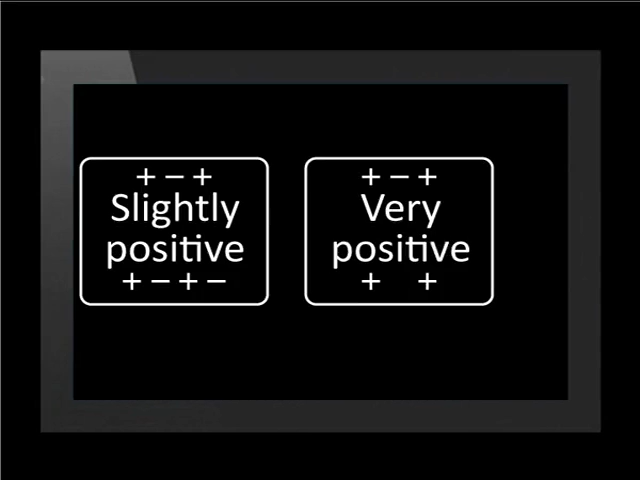 + – +
Slightly
positive
+ – + –
+ – +
Very
positive
+   +